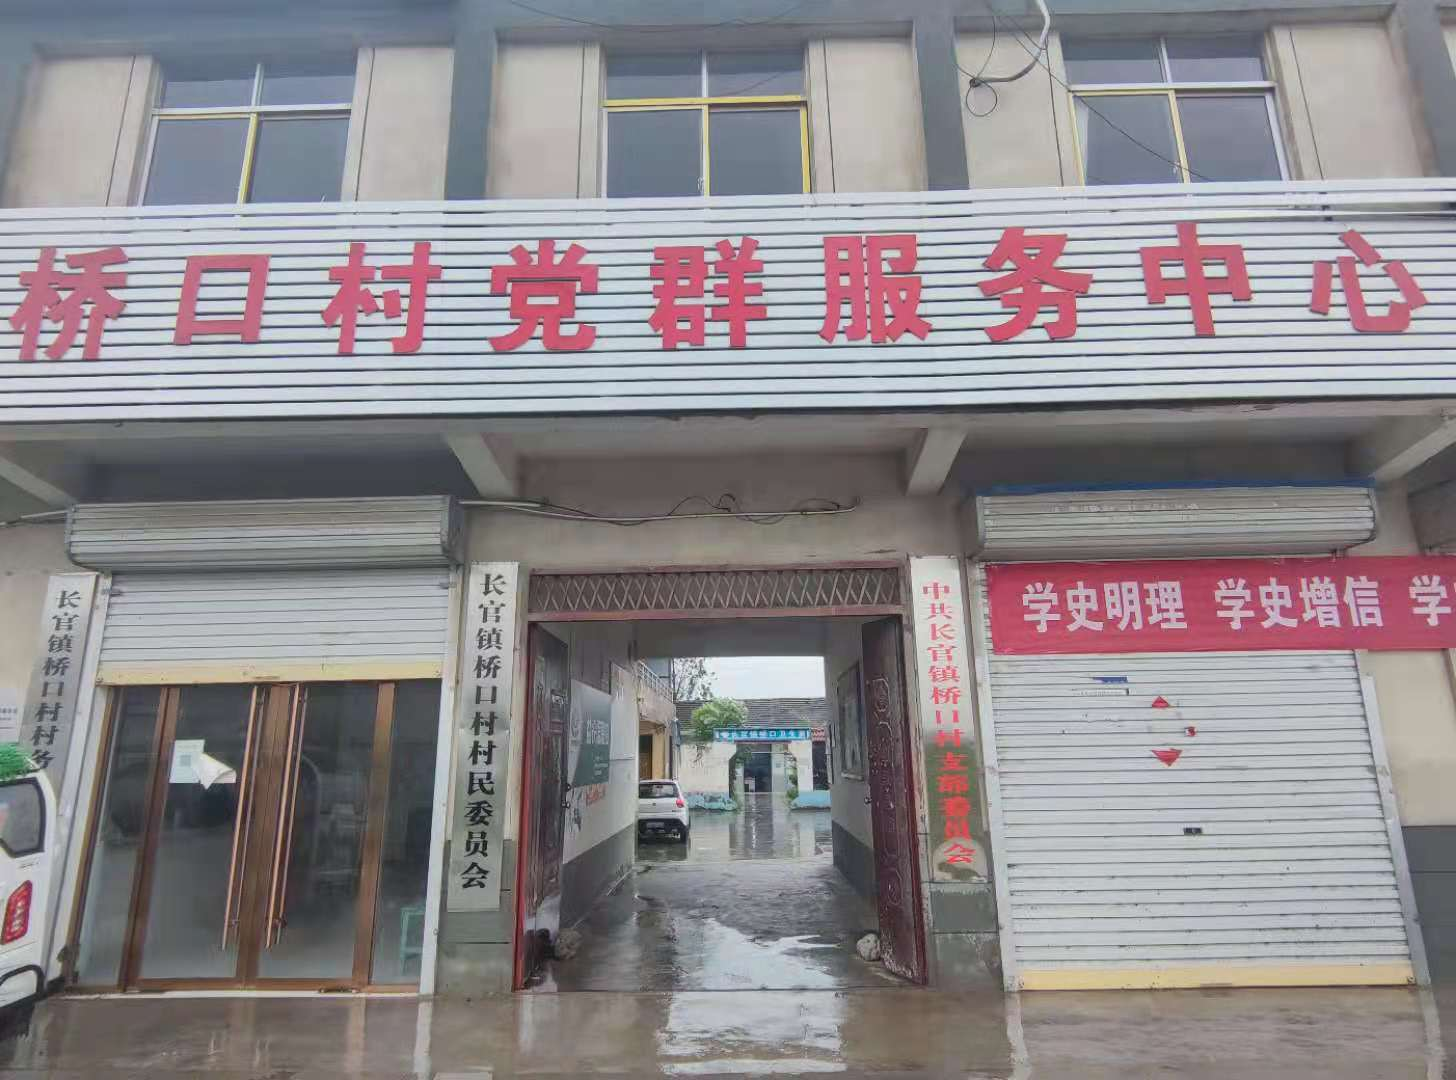 桥口村党群服务中心
长官镇桥口村村务
长官镇桥口村村民委员会
中共长官镇桥口村支部委员会
学史明理 学史增信 学